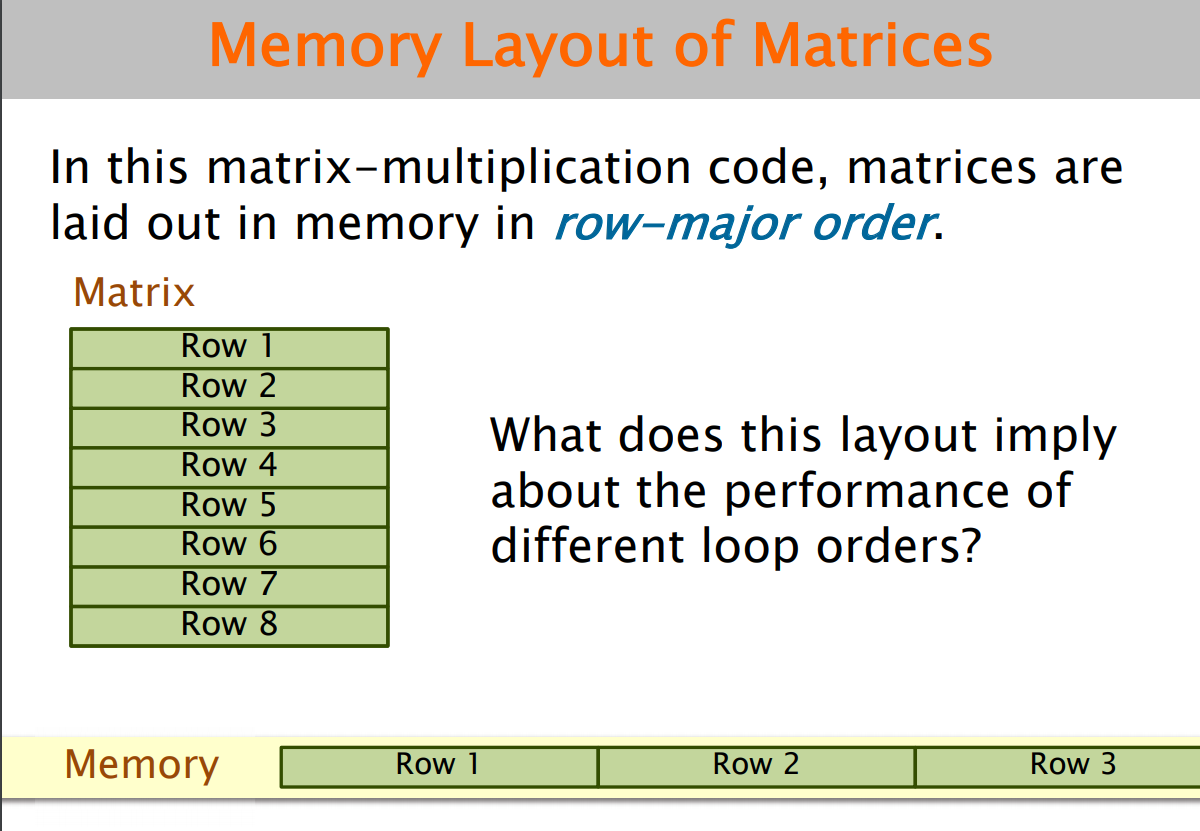 Memory Layout of Matrices
In this matrix-multiplication code, matrices are
laid out in memory in row-major order.
Matrix
Row 1
Row 2
Row 3
Row 4
Row 5
Row 6
Row 7
Row 8
What does this layout imply
about the performance of
different loop orders?
Memory
Row 1
Row 2
Row 3